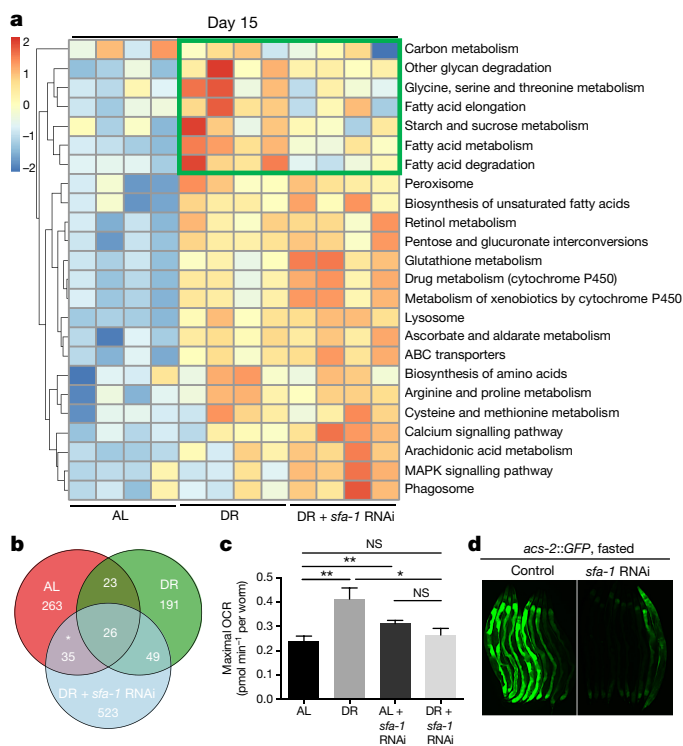 a
Day 15
2
1
0
−1
−2
Carbon metabolism
Other glycan degradation
Glycine, serine and threonine metabolism
Fatty acid elongation
Starch and sucrose metabolism
Fatty acid metabolism
Fatty acid degradation
Peroxisome
Biosynthesis of unsaturated fatty acids
Retinol metabolism
Pentose and glucuronate interconversions
Glutathione metabolism
Drug metabolism (cytochrome P450)
Metabolism of xenobiotics by cytochrome P450
Lysosome
Ascorbate and aldarate metabolism
ABC transporters
Biosynthesis of amino acids
Arginine and proline metabolism
Cysteine and methionine metabolism
Calcium signalling pathway
Arachidonic acid metabolism
MAPK signalling pathway
Phagosome
AL DR DR + sfa-1 RNAi
b
AL
263
23
DR
191
26
*
35
49
DR + sfa-1 RNAi
523
c
NS
**
** *
NS
Maximal OCR
(pmol min−1 per worm)
0.5
0.4
0.3
0.2
0.1
0.0
AL
DR
AL +
sfa-1
RNAi
DR +
sfa-1
RNAi
d
acs-2::GFP, fasted
Control sfa-1 RNAi